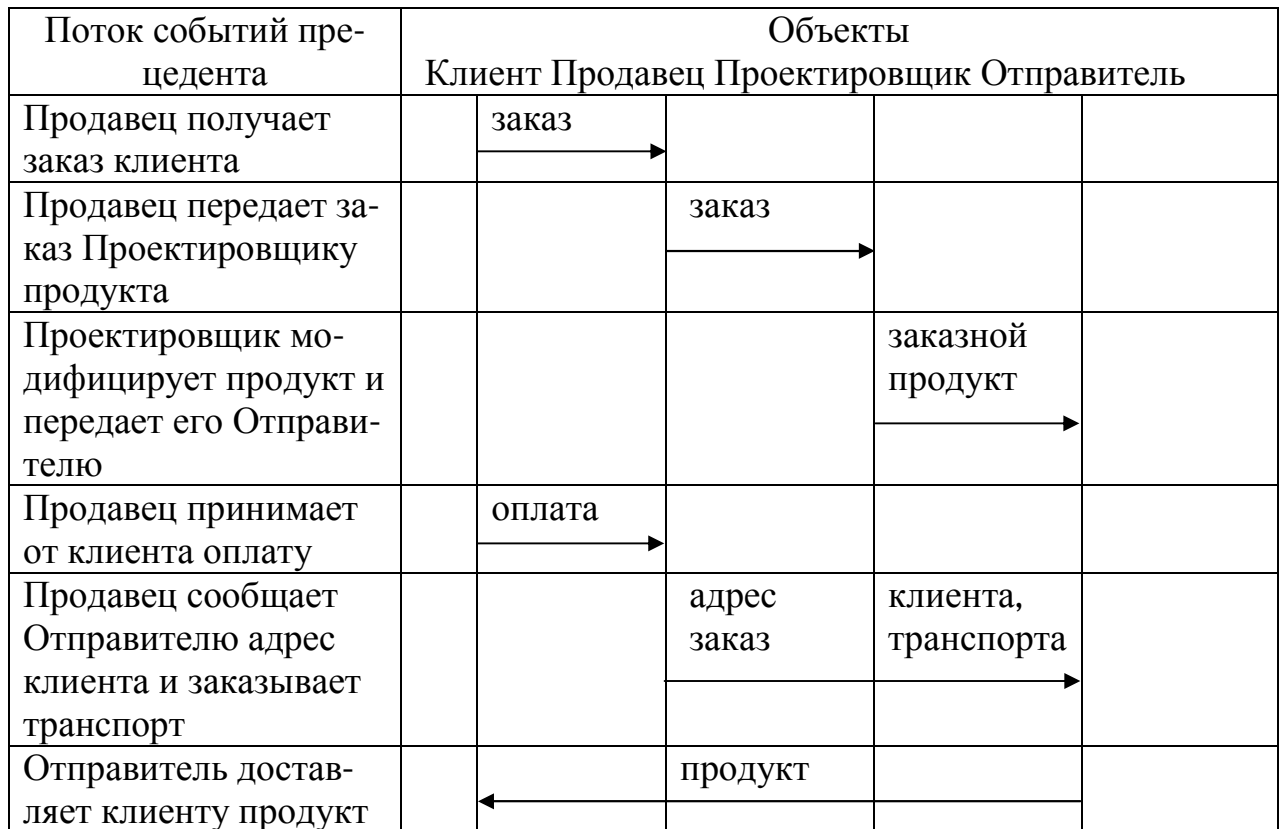 Поток событий пре-
цедента
Объекты
Клиент Продавец Проектировщик Отправитель
Продавец получает
заказ клиента
заказ
Продавец передает за-
каз Проектировщику
продукта
заказ
Проектировщик мо-
дифицирует продукт и
передает его Отправи-
телю
заказной
продукт
Продавец принимает
от клиента оплату
оплата
Продавец сообщает
Отправителю адрес
клиента и заказывает
транспорт
адрес клиента,
заказ транспорта
Отправитель достав-
ляет клиенту продукт
продукт